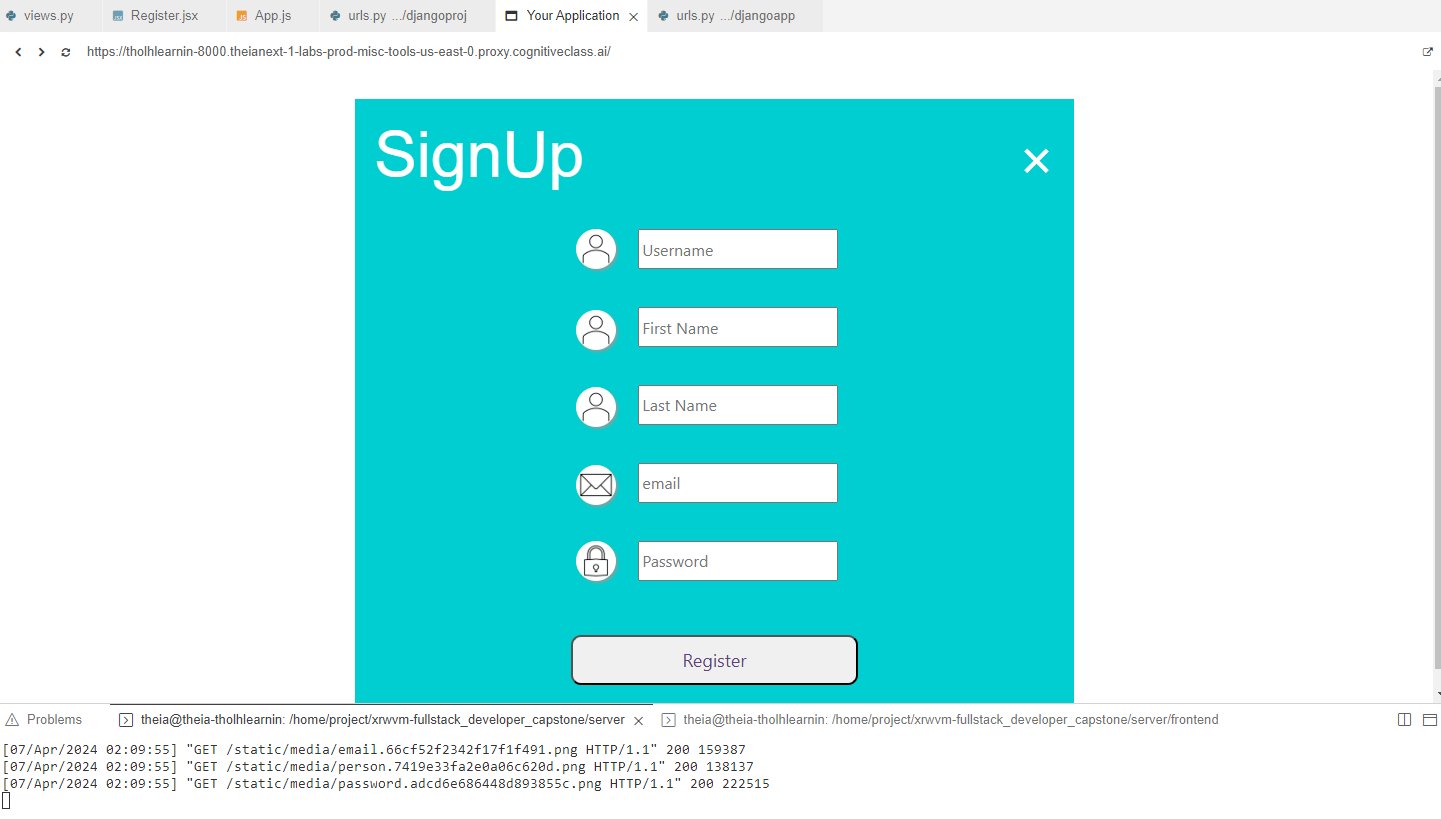 views.py Register.jsx App.js urls.py .../djangoproj Your Application urls.py .../djangoapp
https://tholhlearnin-8000.theianext-1-labs-prod-misc-tools-us-east-0.proxy.cognitiveclass.ai/
SignUp
Username
First Name
Last Name
email
Password
Register
Problems theia@theia-tholhlearnin: /home/project/xrwvm-fullstack_developer_capstone/server theia@theia-tholhlearnin: /home/project/xrwvm-fullstack_developer_capstone/server/frontend
[07/Apr/2024 02:09:55] "GET /static/media/email.66cf52f2342f17f1f491.png HTTP/1.1" 200 159387
[07/Apr/2024 02:09:55] "GET /static/media/person.7419e33fa2e0a06c620d.png HTTP/1.1" 200 138137
[07/Apr/2024 02:09:55] "GET /static/media/password.adcd6e686448d893855c.png HTTP/1.1" 200 222515